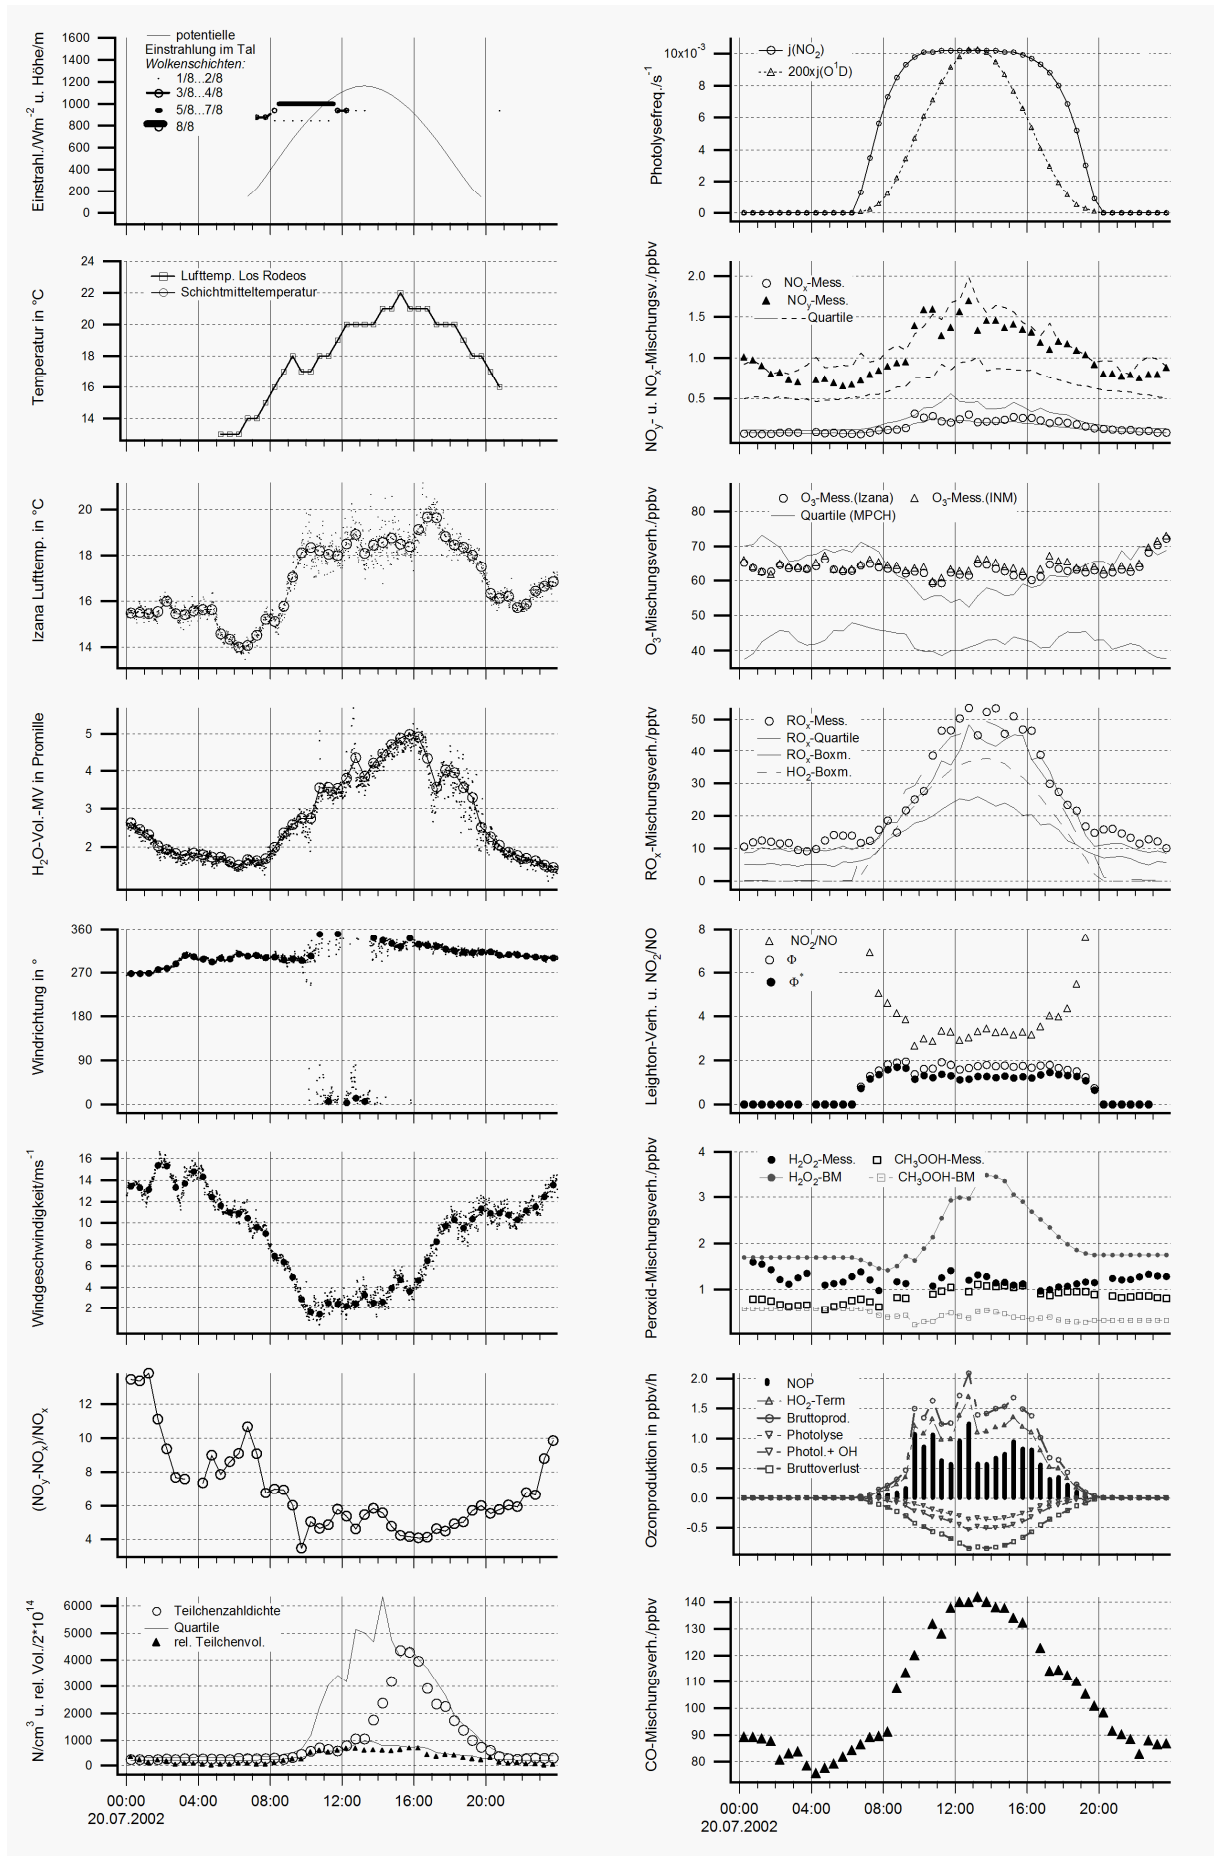 Einstrahl./Wm⁻² u. Höhe/m
1600
1400
1200
1000
800
600
400
200
0
potentielle
Einstrahlung im Tal
Wolkenschichten:
1/8...2/8
3/8...4/8
5/8...7/8
8/8
Photolysefreq./s⁻¹
10x10⁻³
8
6
4
2
0
j(NO₂)
200xj(O¹D)
Temperatur in °C
24
22
20
18
16
14
Lufttemp. Los Rodeos
Schichtmitteltemperatur
NOy- u. NOx-Mischungsv./ppbv
2.0
1.5
1.0
0.5
NOx-Mess.
NOy-Mess.
Quartile
Izana Lufttemp. in °C
20
18
16
14
O₃-Mischungsverh./ppbv
80
70
60
50
40
O₃-Mess.(Izana)
O₃-Mess.(INM)
Quartile (MPCH)
H₂O-Vol.-MV in Promille
5
4
3
2
ROx-Mischungsverh./pptv
50
40
30
20
10
0
ROx-Mess.
ROx-Quartile
ROx-Boxm.
HO₂-Boxm.
Windrichtung in °
360
270
180
90
0
Leighton-Verh. u. NO₂/NO
8
6
4
2
0
NO₂/NO
Φ
Φ*
Windgeschwindigkeit/ms⁻¹
16
14
12
10
8
6
4
2
Peroxid-Mischungsverh./ppbv
4
3
2
1
H₂O₂-Mess.
CH₃OOH-Mess.
H₂O₂-BM
CH₃OOH-BM
(NOy-NOx)/NOx
12
10
8
6
4
Ozonproduktion in ppbv/h
2.0
1.5
1.0
0.5
0.0
-0.5
NOP
HO₂-Term
Bruttoprod.
Photolyse
Photol.+ OH
Bruttoverlust
N/cm³ u. rel. Vol./2*10¹⁴
6000
5000
4000
3000
2000
1000
0
Teilchenzahldichte
Quartile
rel. Teilchenvol.
00:00 04:00 08:00 12:00 16:00 20:00
20.07.2002
CO-Mischungsverh./ppbv
140
130
120
110
100
90
80
00:00 04:00 08:00 12:00 16:00 20:00
20.07.2002